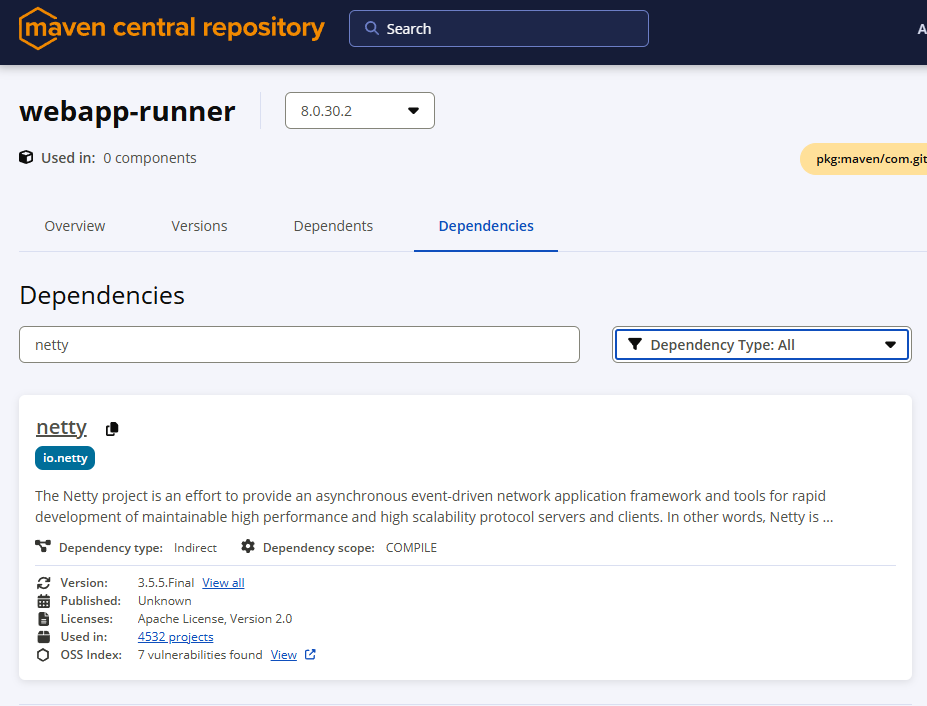 maven central repository
Search
A
webapp-runner
8.0.30.2
Used in: 0 components
pkg:maven/com.git
Overview
Versions
Dependents
Dependencies
Dependencies
netty
Dependency Type: All
netty
io.netty
The Netty project is an effort to provide an asynchronous event-driven network application framework and tools for rapid
development of maintainable high performance and high scalability protocol servers and clients. In other words, Netty is ...
Dependency type: Indirect Dependency scope: COMPILE
Version: 3.5.5.Final View all
Published: Unknown
Licenses: Apache License, Version 2.0
Used in: 4532 projects
OSS Index: 7 vulnerabilities found View